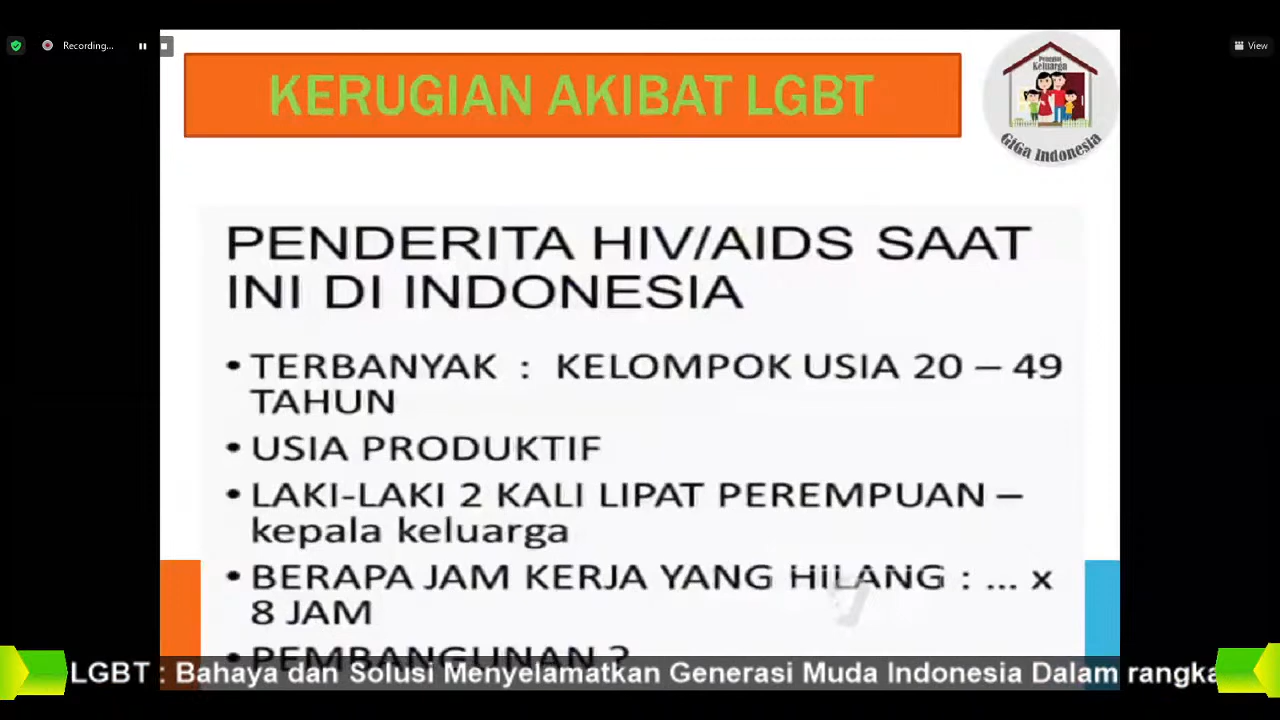 Recording...
View
KERUGIAN AKIBAT LGBT
Penggiat
Keluarga
GiGa Indonesia
PENDERITA HIV/AIDS SAAT
INI DI INDONESIA
• TERBANYAK : KELOMPOK USIA 20 – 49
TAHUN
• USIA PRODUKTIF
• LAKI-LAKI 2 KALI LIPAT PEREMPUAN –
kepala keluarga
• BERAPA JAM KERJA YANG HILANG : ... x
8 JAM
• PEMBANGUNAN ?
LGBT : Bahaya dan Solusi Menyelamatkan Generasi Muda Indonesia Dalam rangka